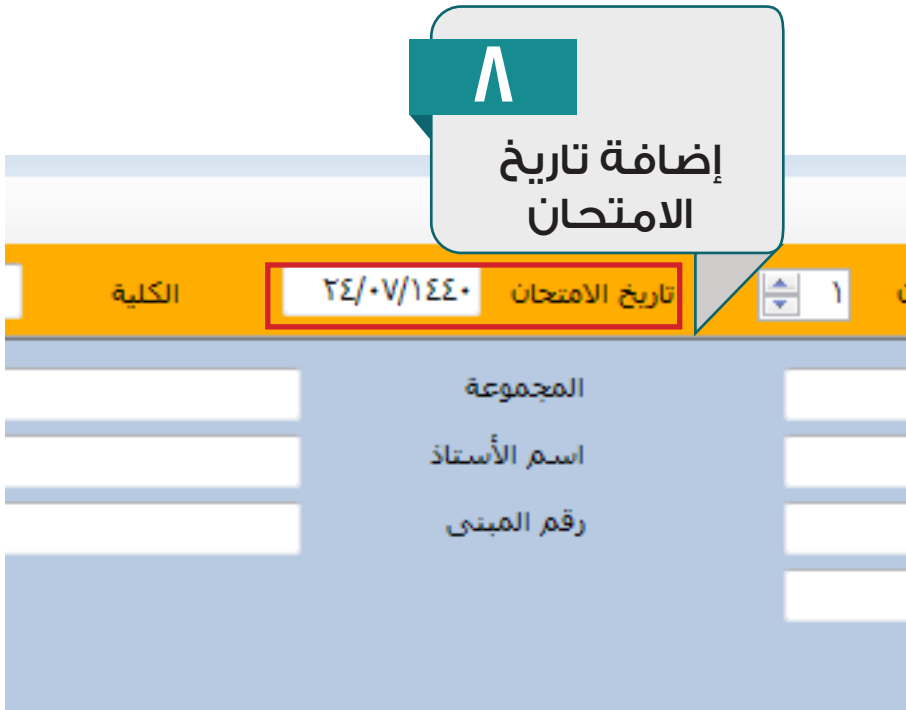 ٨
إضافة تاريخ
الامتحان
١ تاريخ الامتحان ٢٤/٠٧/١٤٤٠ الكلية
المجموعة
اسم الأستاذ
رقم المبنى